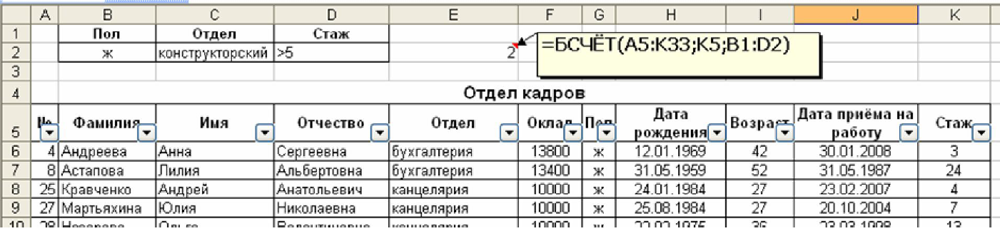 A B C D E F G H I J K
1 Пол Отдел Стаж
2 ж конструкторский >5 2 =БСЧЁТ(A5:K33;K5;B1:D2)
3
4 Отдел кадров
Дата Дата приёма на
5 № Фамилия Имя Отчество Отдел Оклад Пол рождения Возраст работу Стаж
6 4 Андреева Анна Сергеевна бухгалтерия 13800 ж 12.01.1969 42 30.01.2008 3
7 8 Астапова Лилия Альбертовна бухгалтерия 13400 ж 31.05.1959 52 31.05.1987 24
8 25 Кравченко Андрей Анатольевич канцелярия 10000 ж 24.01.1984 27 23.02.2007 4
9 27 Мартьяхина Юлия Николаевна канцелярия 10000 ж 25.08.1984 27 20.10.2004 7
10 28 Ольга Валентиновна канцелярия 10000 ж 1975 36 23.03.1998 13